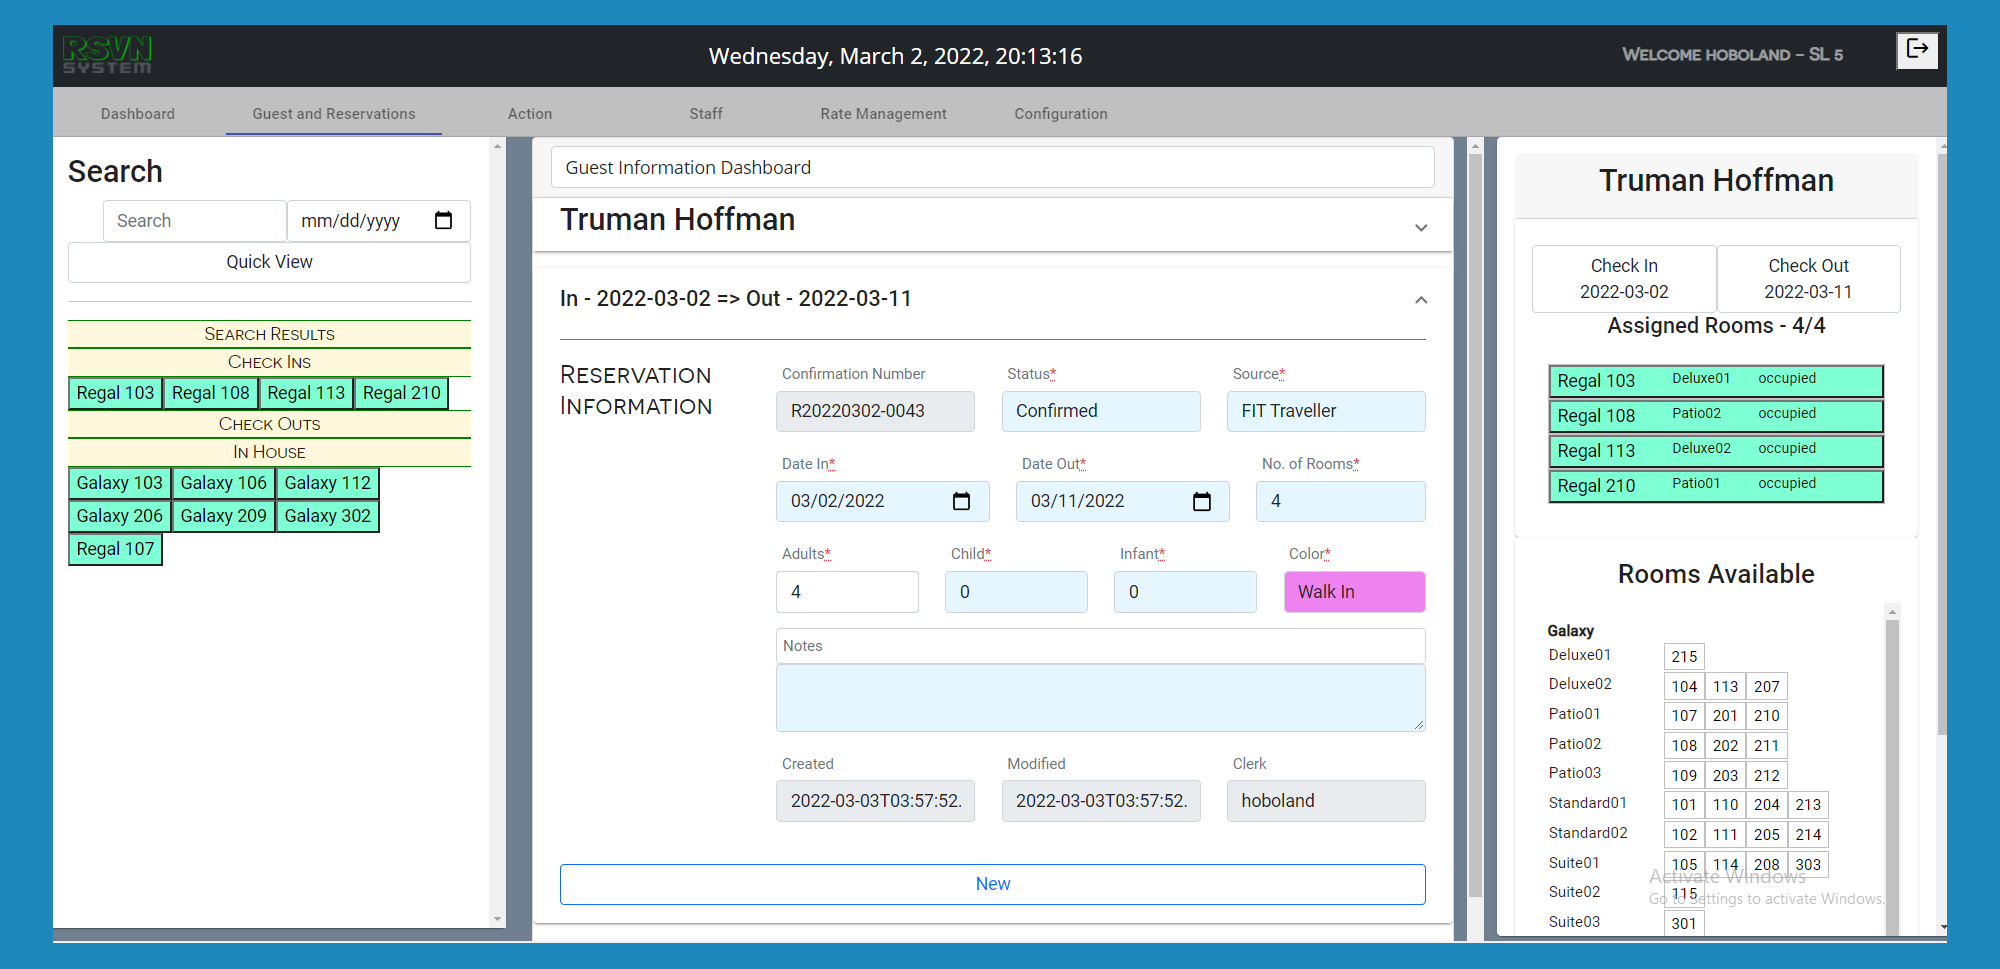 RSVN
SYSTEM
Wednesday, March 2, 2022, 20:13:16
Welcome hoboland – SL 5
Dashboard
Guest and Reservations
Action
Staff
Rate Management
Configuration
Search
Search
mm/dd/yyyy
Quick View
Search Results
Check Ins
Regal 103 Regal 108 Regal 113 Regal 210
Check Outs
In House
Galaxy 103 Galaxy 106 Galaxy 112
Galaxy 206 Galaxy 209 Galaxy 302
Regal 107
Guest Information Dashboard
Truman Hoffman
In - 2022-03-02 => Out - 2022-03-11
Reservation
Information
Confirmation Number Status* Source*
R20220302-0043 Confirmed FIT Traveller
Date In* Date Out* No. of Rooms*
03/02/2022 03/11/2022 4
Adults* Child* Infant* Color*
4 0 0 Walk In
Notes
Created Modified Clerk
2022-03-03T03:57:52. 2022-03-03T03:57:52. hoboland
New
Truman Hoffman
Check In Check Out
2022-03-02 2022-03-11
Assigned Rooms - 4/4
Regal 103 Deluxe01 occupied
Regal 108 Patio02 occupied
Regal 113 Deluxe02 occupied
Regal 210 Patio01 occupied
Rooms Available
Galaxy
Deluxe01 215
Deluxe02 104 113 207
Patio01 107 201 210
Patio02 108 202 211
Patio03 109 203 212
Standard01 101 110 204 213
Standard02 102 111 205 214
Suite01 105 114 208 303
Activate Windows
Suite02 115
Go to Settings to activate Windows.
Suite03 301